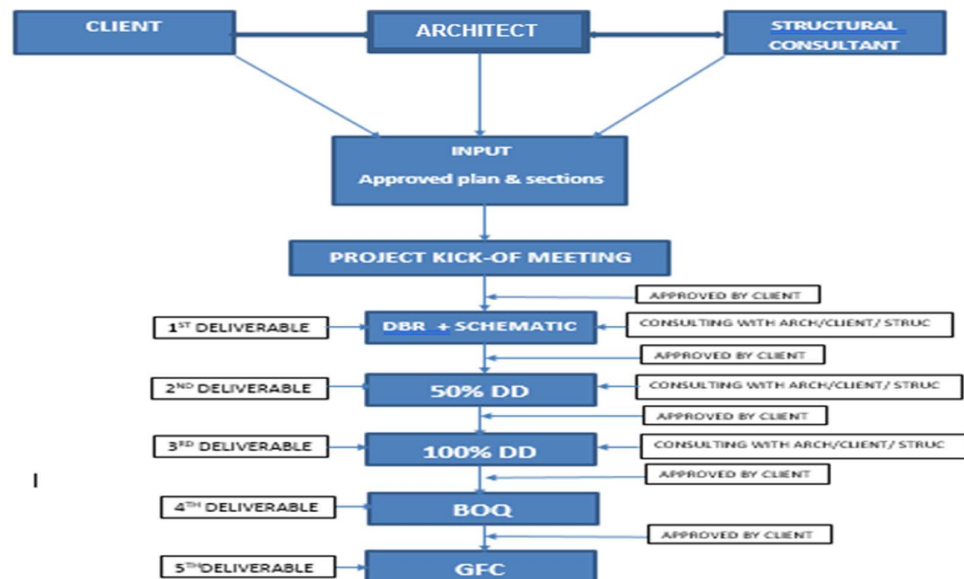 CLIENT
ARCHITECT
STRUCTURAL
CONSULTANT
INPUT
Approved plan & sections
PROJECT KICK-OF MEETING
APPROVED BY CLIENT
1ST DELIVERABLE
DBR + SCHEMATIC
CONSULTING WITH ARCH/CLIENT/ STRUC
APPROVED BY CLIENT
2ND DELIVERABLE
50% DD
CONSULTING WITH ARCH/CLIENT/ STRUC
APPROVED BY CLIENT
3RD DELIVERABLE
100% DD
CONSULTING WITH ARCH/CLIENT/ STRUC
APPROVED BY CLIENT
4TH DELIVERABLE
BOQ
APPROVED BY CLIENT
5TH DELIVERABLE
GFC